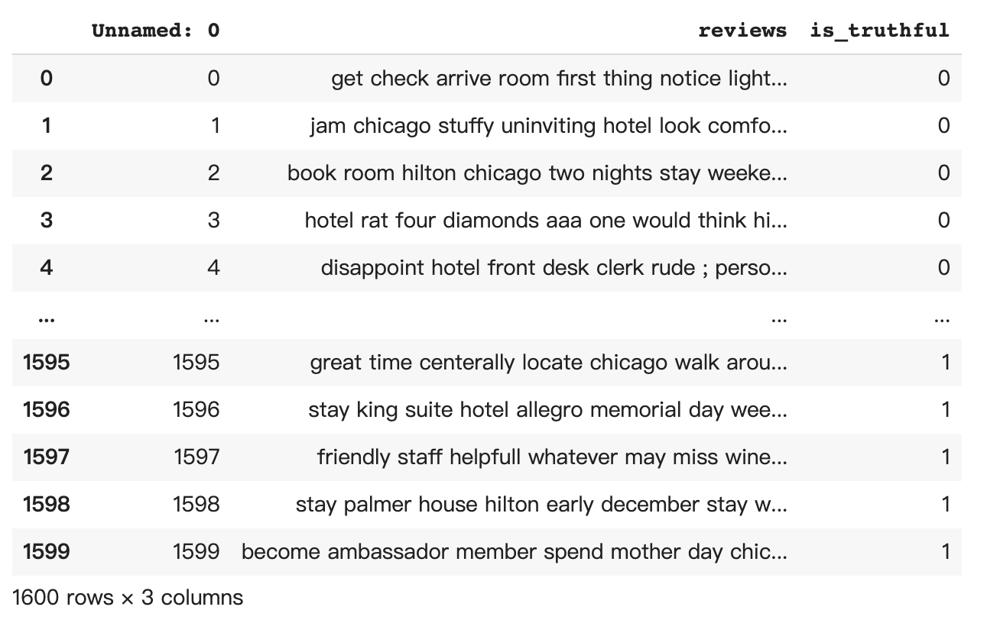 Unnamed: 0 reviews is_truthful
0 0 get check arrive room first thing notice light... 0
1 1 jam chicago stuffy uninviting hotel look comfo... 0
2 2 book room hilton chicago two nights stay weeke... 0
3 3 hotel rat four diamonds aaa one would think hi... 0
4 4 disappoint hotel front desk clerk rude ; perso... 0
... ... ... ...
1595 1595 great time centerally locate chicago walk arou... 1
1596 1596 stay king suite hotel allegro memorial day wee... 1
1597 1597 friendly staff helpfull whatever may miss wine... 1
1598 1598 stay palmer house hilton early december stay w... 1
1599 1599 become ambassador member spend mother day chic... 1
1600 rows × 3 columns